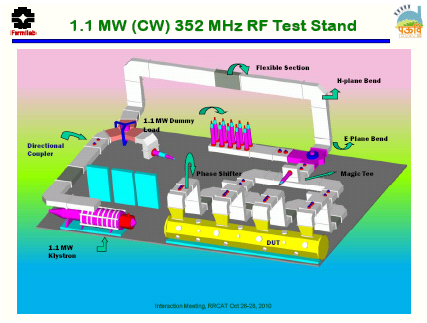 Fermilab
1.1 MW (CW) 352 MHz RF Test Stand
Flexible Section
H-plane Bend
1.1 MW Dummy
Load
Directional
Coupler
E Plane Bend
Phase Shifter
Magic Tee
DUT
1.1 MW
Klystron
Interaction Meeting, RRCAT Oct 26-28, 2010